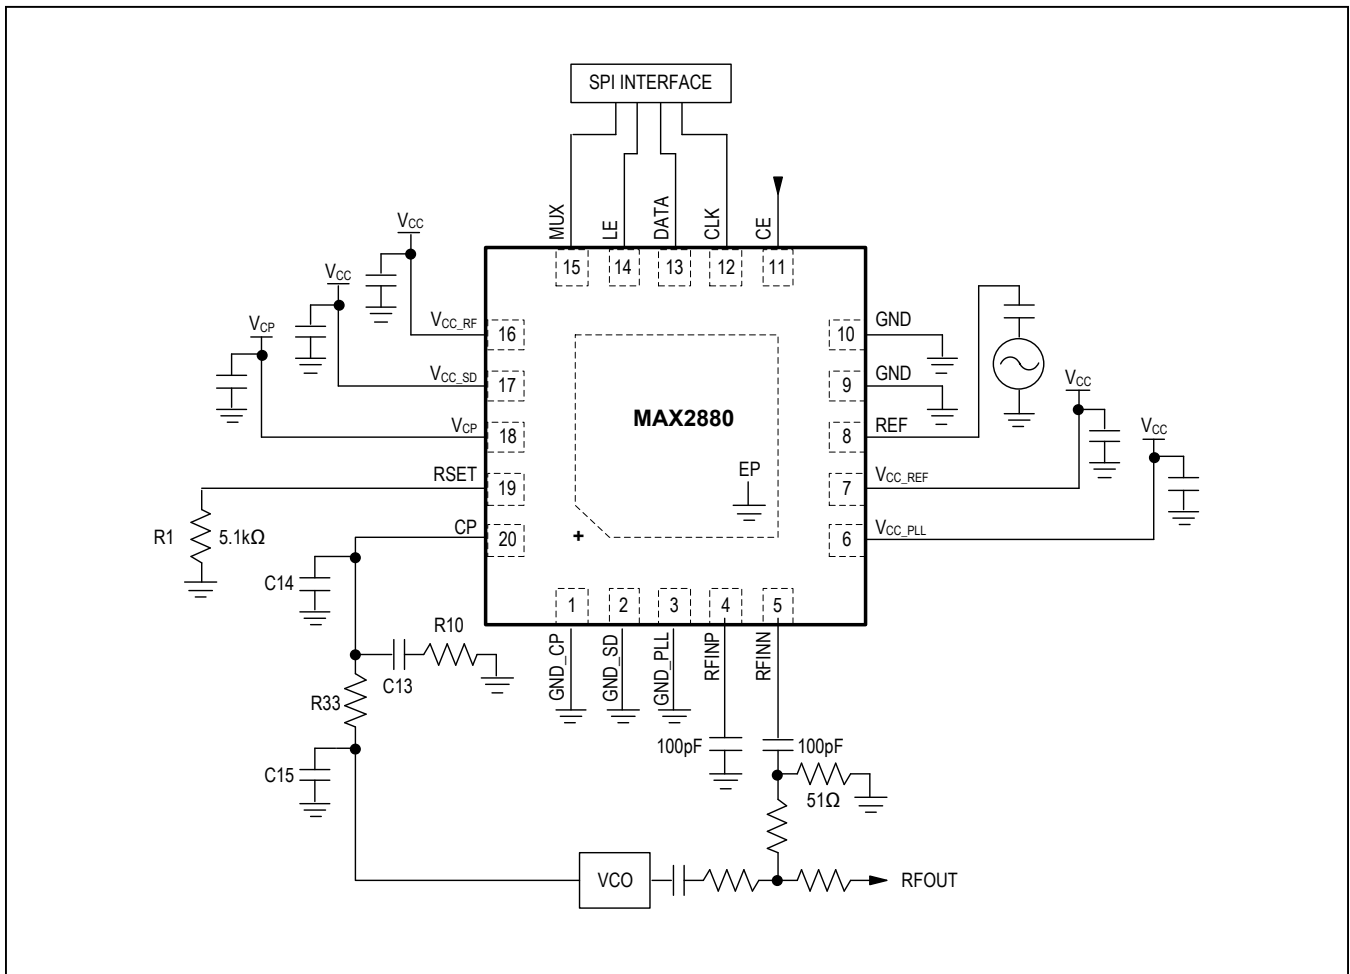 SPI INTERFACE
MUX
LE
DATA
CLK
CE
15
14
13
12
11
VCC
VCC
VCP
VCC_RF
16
VCC_SD
17
VCP
18
RSET
19
CP
20
R1
5.1kΩ
MAX2880
EP
+
10
GND
9
GND
8
REF
7
VCC_REF
6
VCC_PLL
VCC
VCC
1
2
3
4
5
GND_CP
GND_SD
GND_PLL
RFINP
RFINN
C14
R10
C13
R33
C15
100pF
100pF
51Ω
VCO
RFOUT